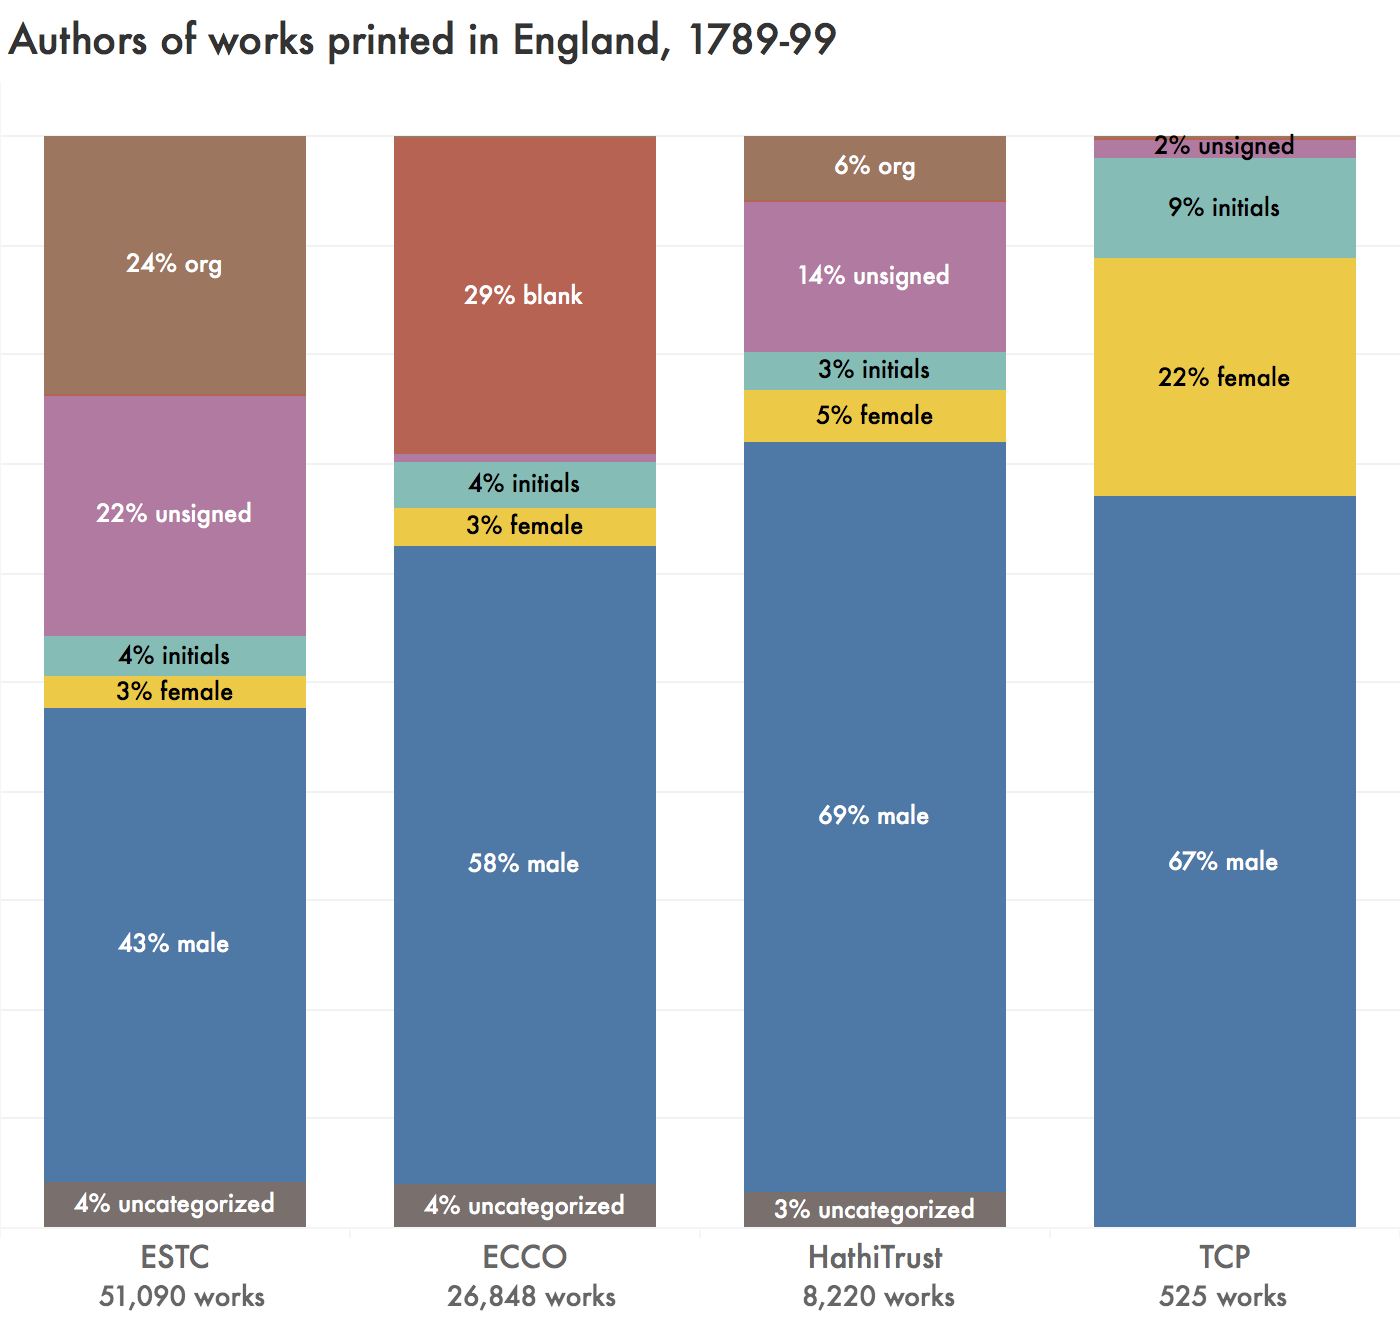 Authors of works printed in England, 1789-99
24% org
22% unsigned
4% initials
3% female
43% male
4% uncategorized
ESTC
51,090 works
29% blank
4% initials
3% female
58% male
4% uncategorized
ECCO
26,848 works
6% org
14% unsigned
3% initials
5% female
69% male
3% uncategorized
HathiTrust
8,220 works
2% unsigned
9% initials
22% female
67% male
TCP
525 works